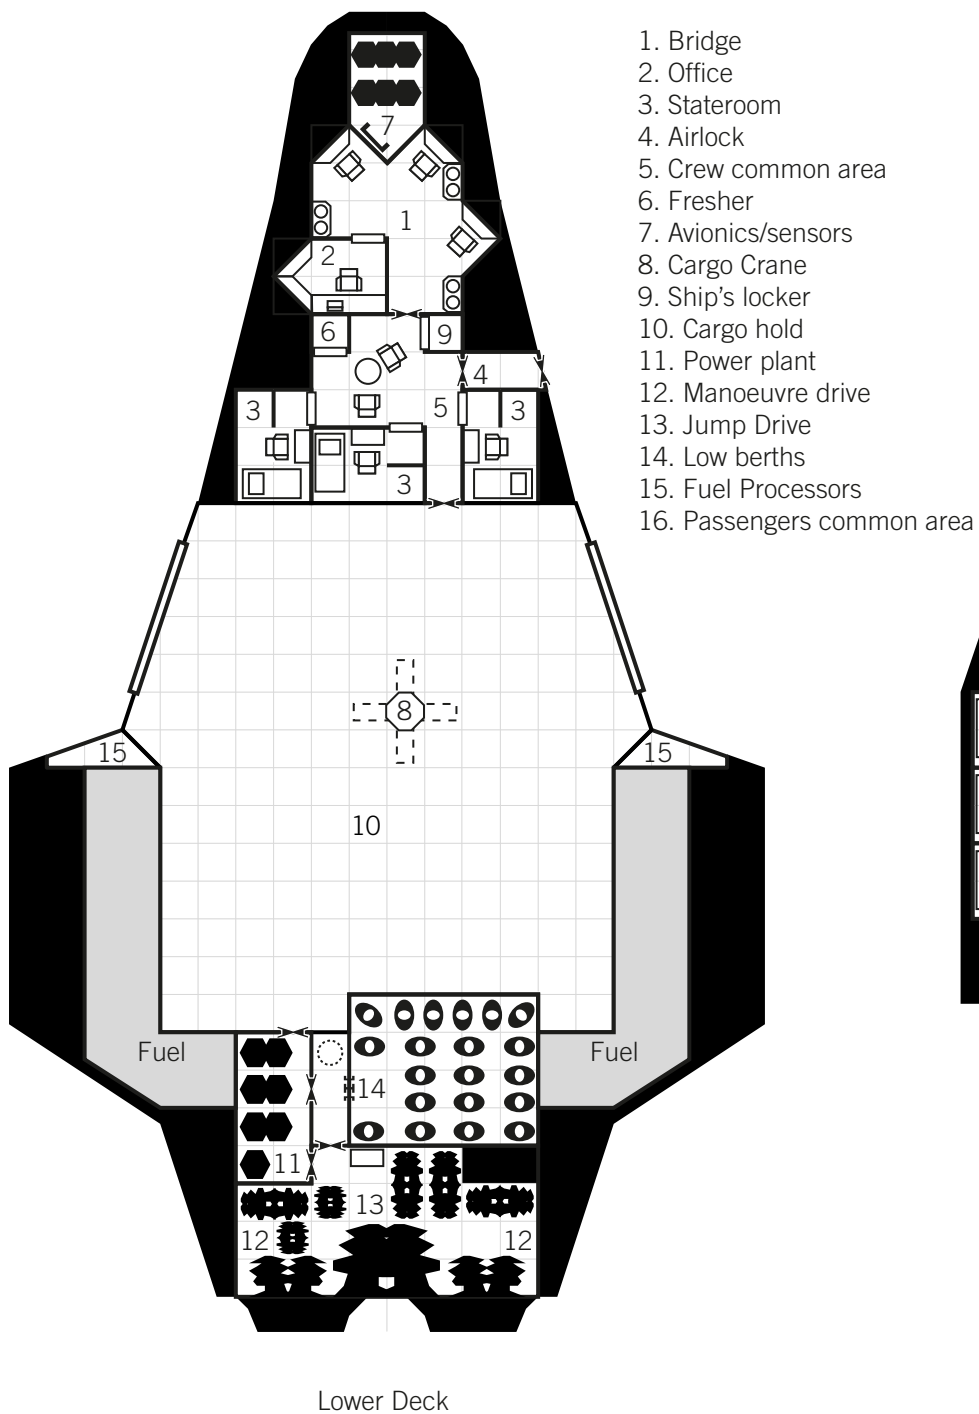 1. Bridge
2. Office
3. Stateroom
4. Airlock
5. Crew common area
6. Fresher
7. Avionics/sensors
8. Cargo Crane
9. Ship's locker
10. Cargo hold
11. Power plant
12. Manoeuvre drive
13. Jump Drive
14. Low berths
15. Fuel Processors
16. Passengers common area
7
1
2
6
9
4
3
5
3
3
8
15
15
10
Fuel
Fuel
14
11
13
12
12
Lower Deck